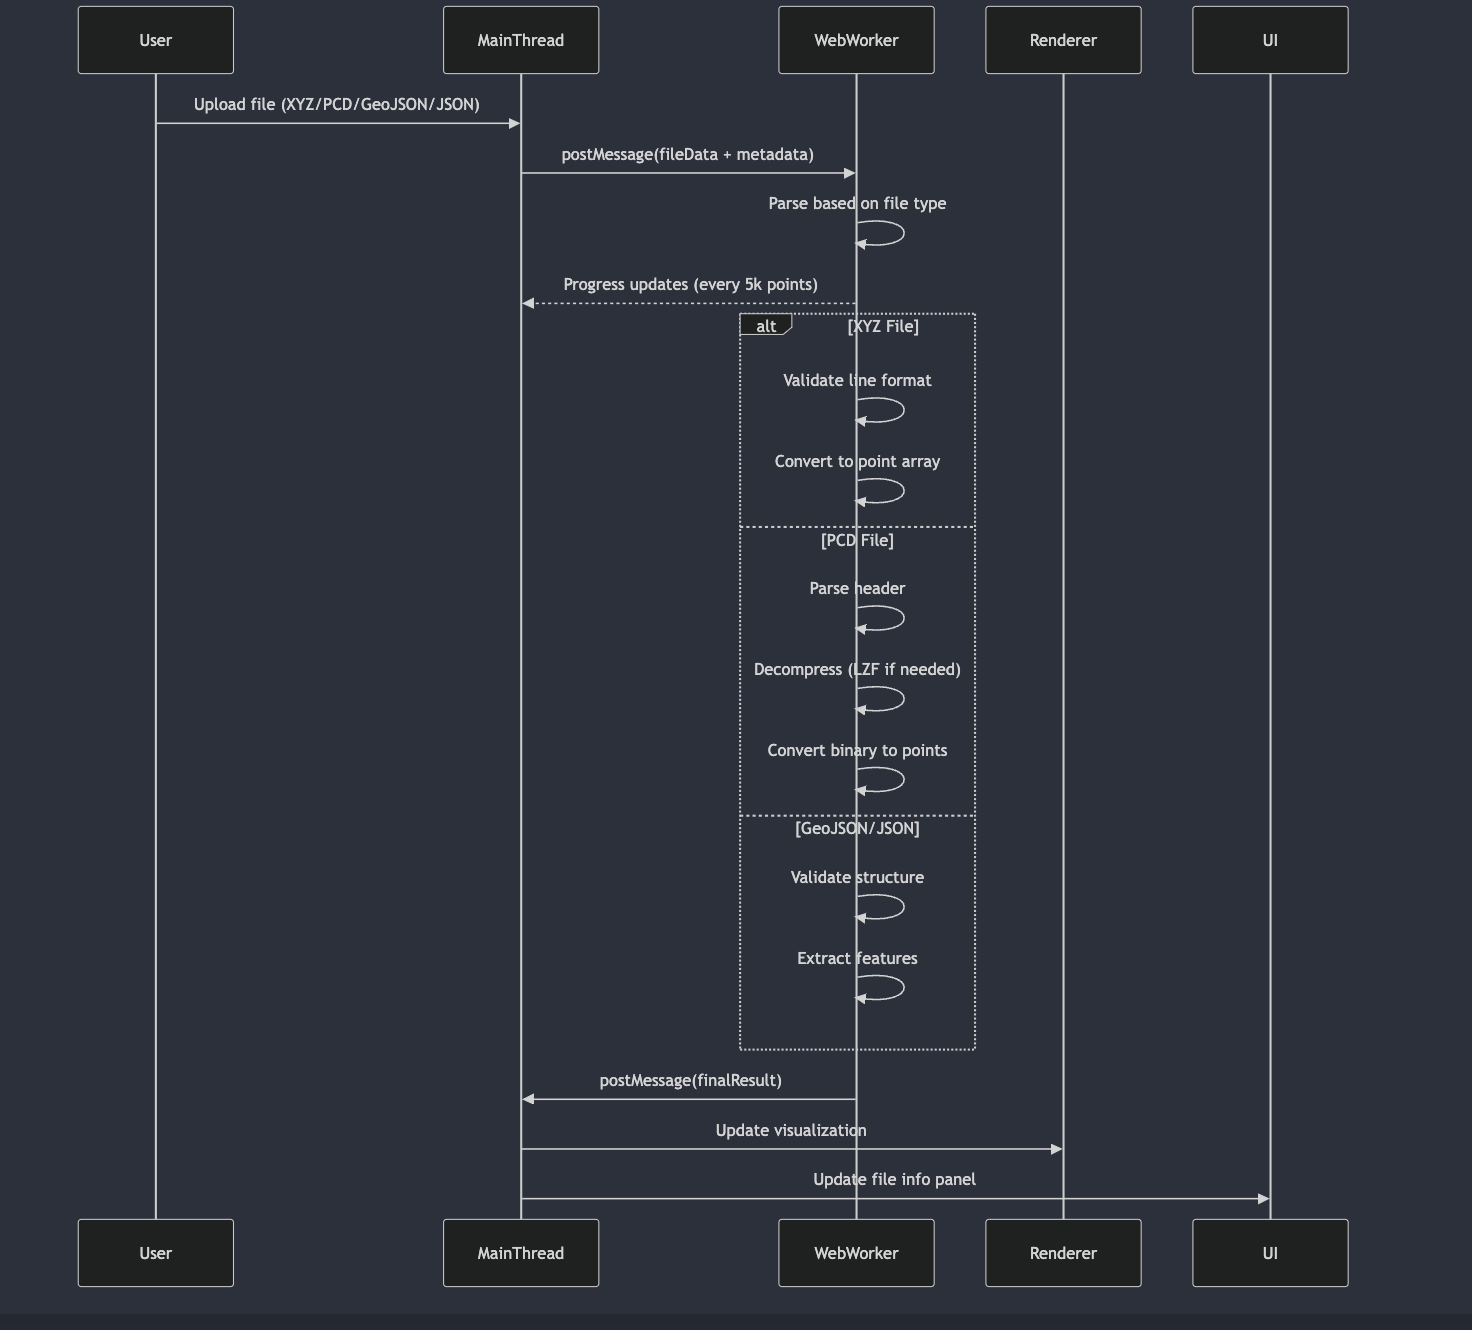 User
MainThread
WebWorker
Renderer
UI
Upload file (XYZ/PCD/GeoJSON/JSON)
postMessage(fileData + metadata)
Parse based on file type
Progress updates (every 5k points)
alt
[XYZ File]
Validate line format
Convert to point array
[PCD File]
Parse header
Decompress (LZF if needed)
Convert binary to points
[GeoJSON/JSON]
Validate structure
Extract features
postMessage(finalResult)
Update visualization
Update file info panel
User
MainThread
WebWorker
Renderer
UI